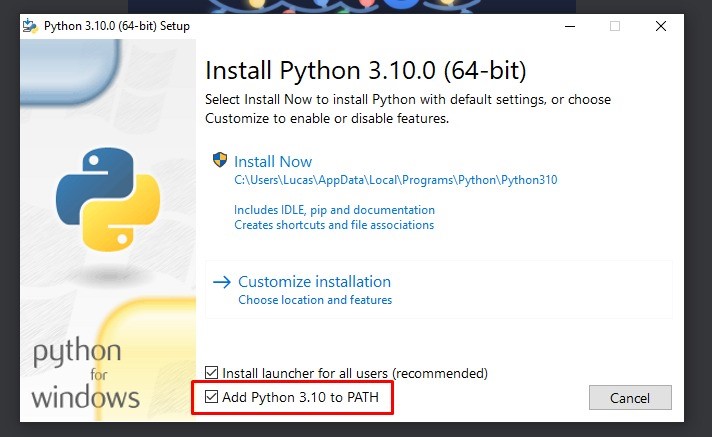 Python 3.10.0 (64-bit) Setup
Install Python 3.10.0 (64-bit)
Select Install Now to install Python with default settings, or choose
Customize to enable or disable features.
Install Now
C:\Users\Lucas\AppData\Local\Programs\Python\Python310
Includes IDLE, pip and documentation
Creates shortcuts and file associations
Customize installation
Choose location and features
python
for
windows
Install launcher for all users (recommended)
Add Python 3.10 to PATH
Cancel